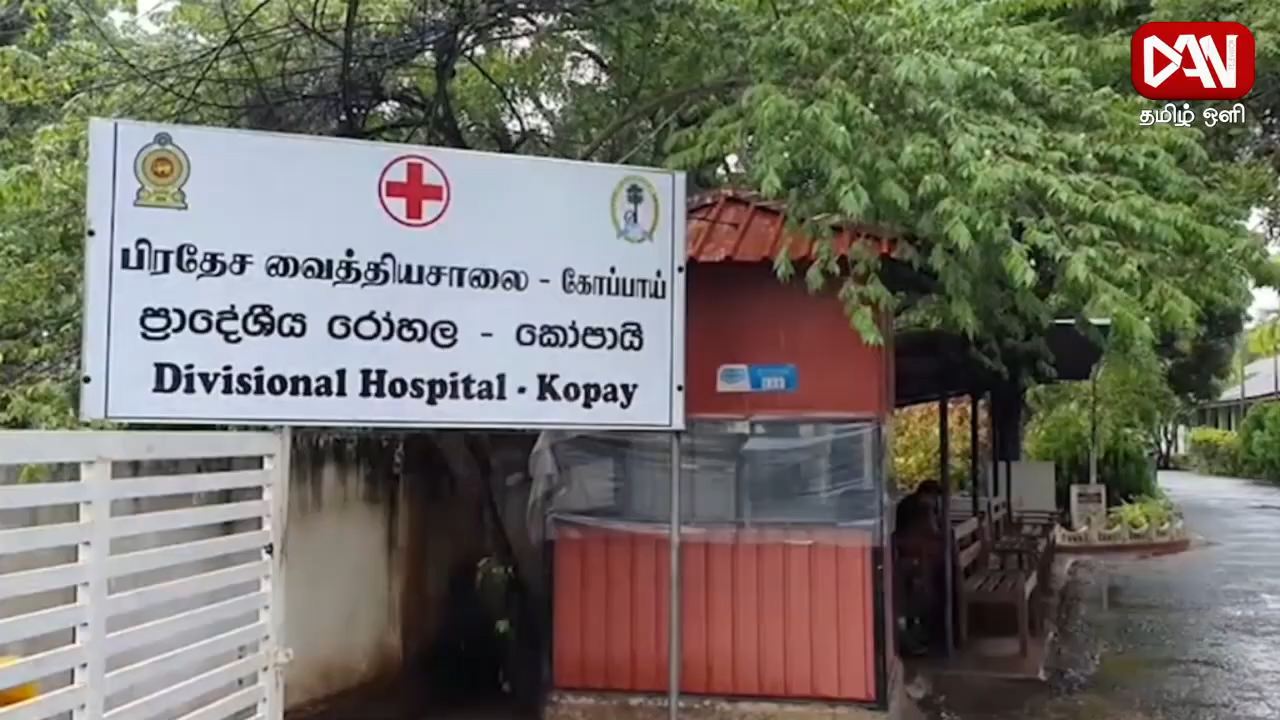 DAN
தமிழ் ஒளி
பிரதேச வைத்தியசாலை - கோப்பாய்
ප්‍රාදේශීය රෝහල - කෝපායි
Divisional Hospital - Kopay